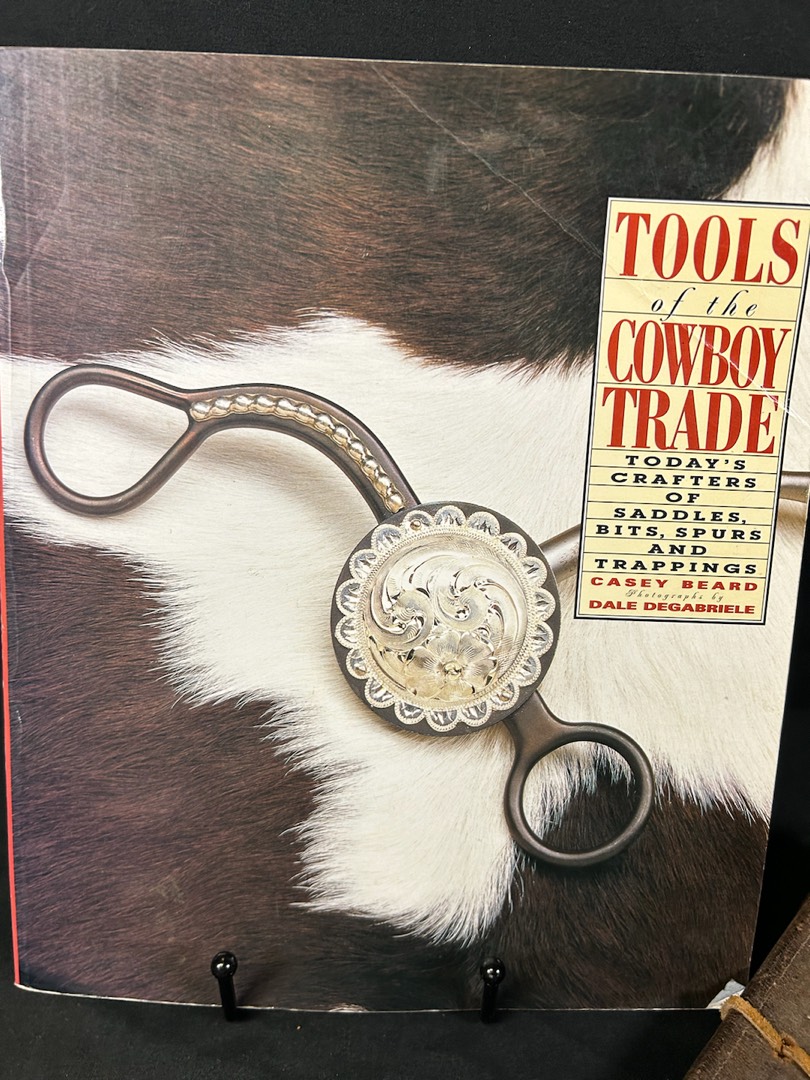 TOOLS
of the
COWBOY
TRADE
TODAY'S
CRAFTERS
OF
SADDLES,
BITS, SPURS
AND
TRAPPINGS
CASEY BEARD
Photographs by
DALE DEGABRIELE